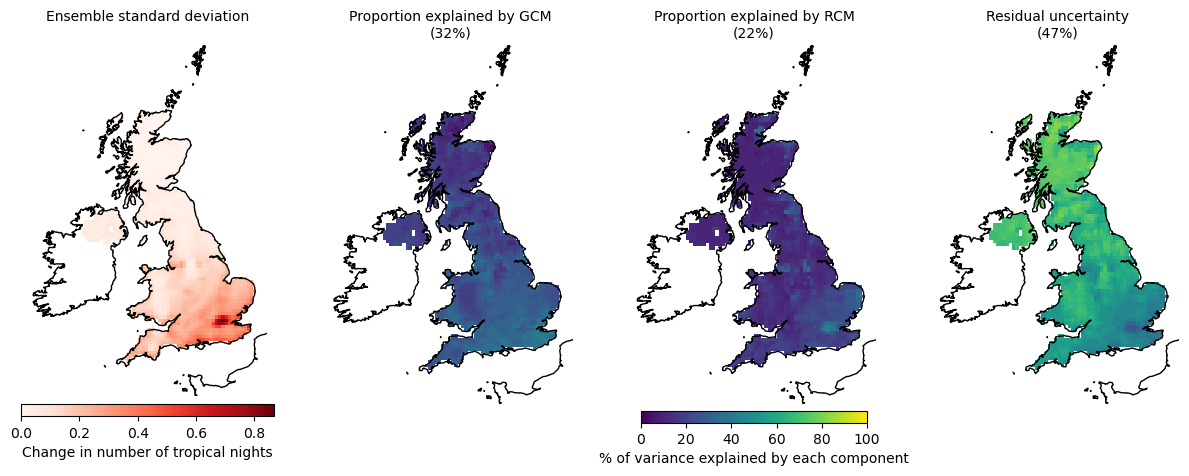 Ensemble standard deviation
Proportion explained by GCM
(32%)
Proportion explained by RCM
(22%)
Residual uncertainty
(47%)
0.0 0.2 0.4 0.6 0.8
Change in number of tropical nights
0 20 40 60 80 100
% of variance explained by each component